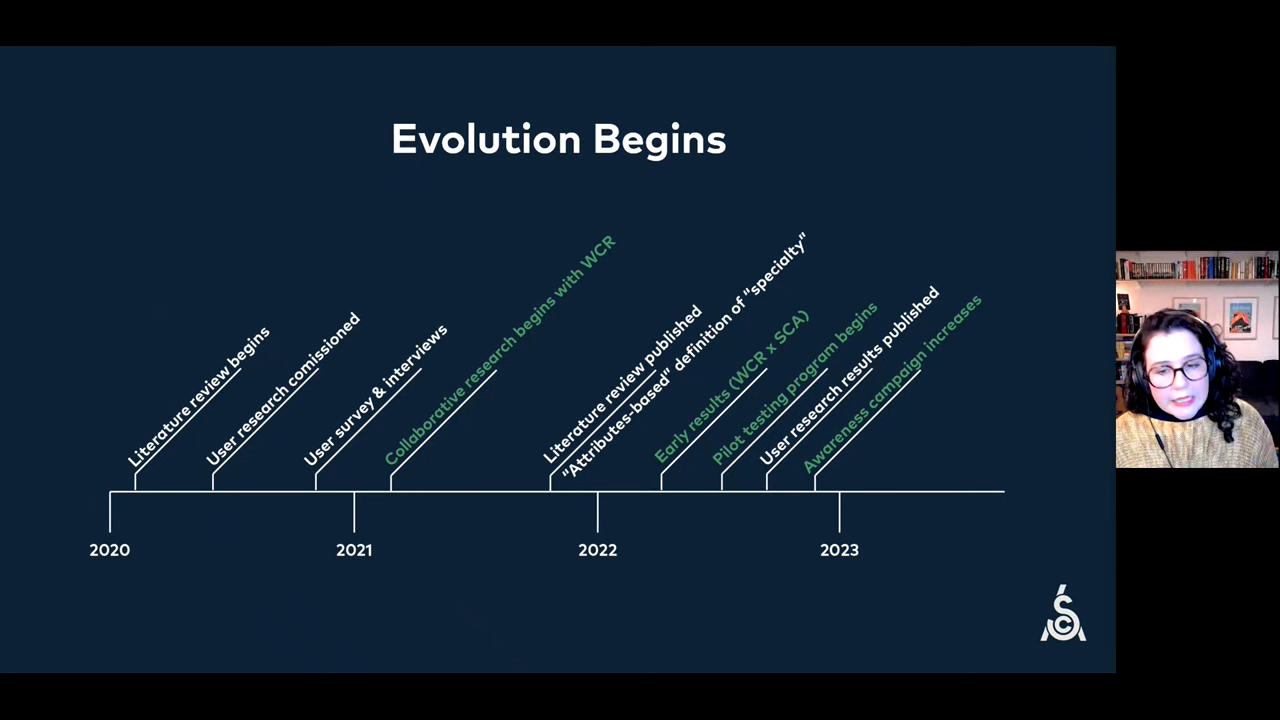 Evolution Begins
Literature review begins
User research comissioned
User survey & interviews
Collaborative research begins with WCR
Literature review published
"Attributes-based" definition of "specialty"
Early results (WCR x SCA)
Pilot testing program begins
User research results published
Awareness campaign increases
2020
2021
2022
2023
SCA